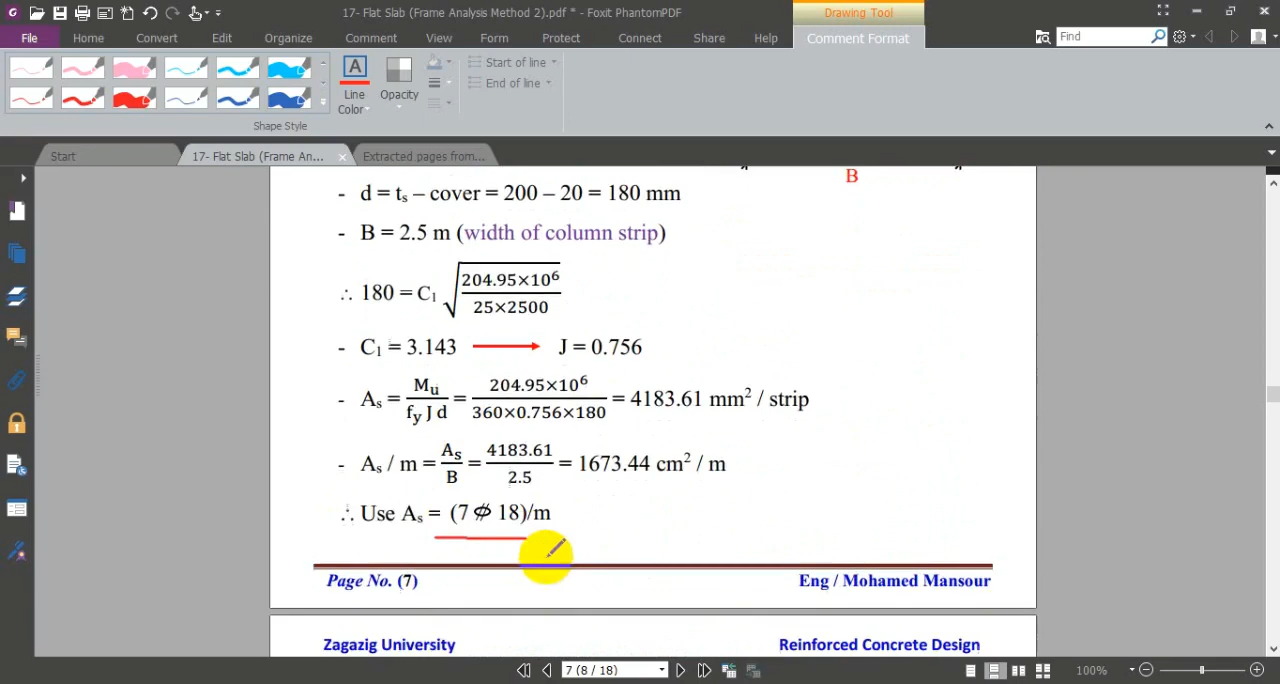 17- Flat Slab (Frame Analysis Method 2).pdf * - Foxit PhantomPDF
Drawing Tool
File Home Convert Edit Organize Comment View Form Protect Connect Share Help Comment Format
Find
A
Line Color
Opacity
Start of line
End of line
Shape Style
Start
17- Flat Slab (Frame An...
Extracted pages from...
B
- d = ts – cover = 200 – 20 = 180 mm
- B = 2.5 m (width of column strip)
∴ 180 = C₁ √(204.95×10⁶ / 25×2500)
- C₁ = 3.143 → J = 0.756
- As = Mu / fy J d = 204.95×10⁶ / 360×0.756×180 = 4183.61 mm² / strip
- As / m = As / B = 4183.61 / 2.5 = 1673.44 cm² / m
∴ Use As = (7 ∅ 18)/m
Page No. (7)
Eng / Mohamed Mansour
Zagazig University
Reinforced Concrete Design
7 (8 / 18)
100%